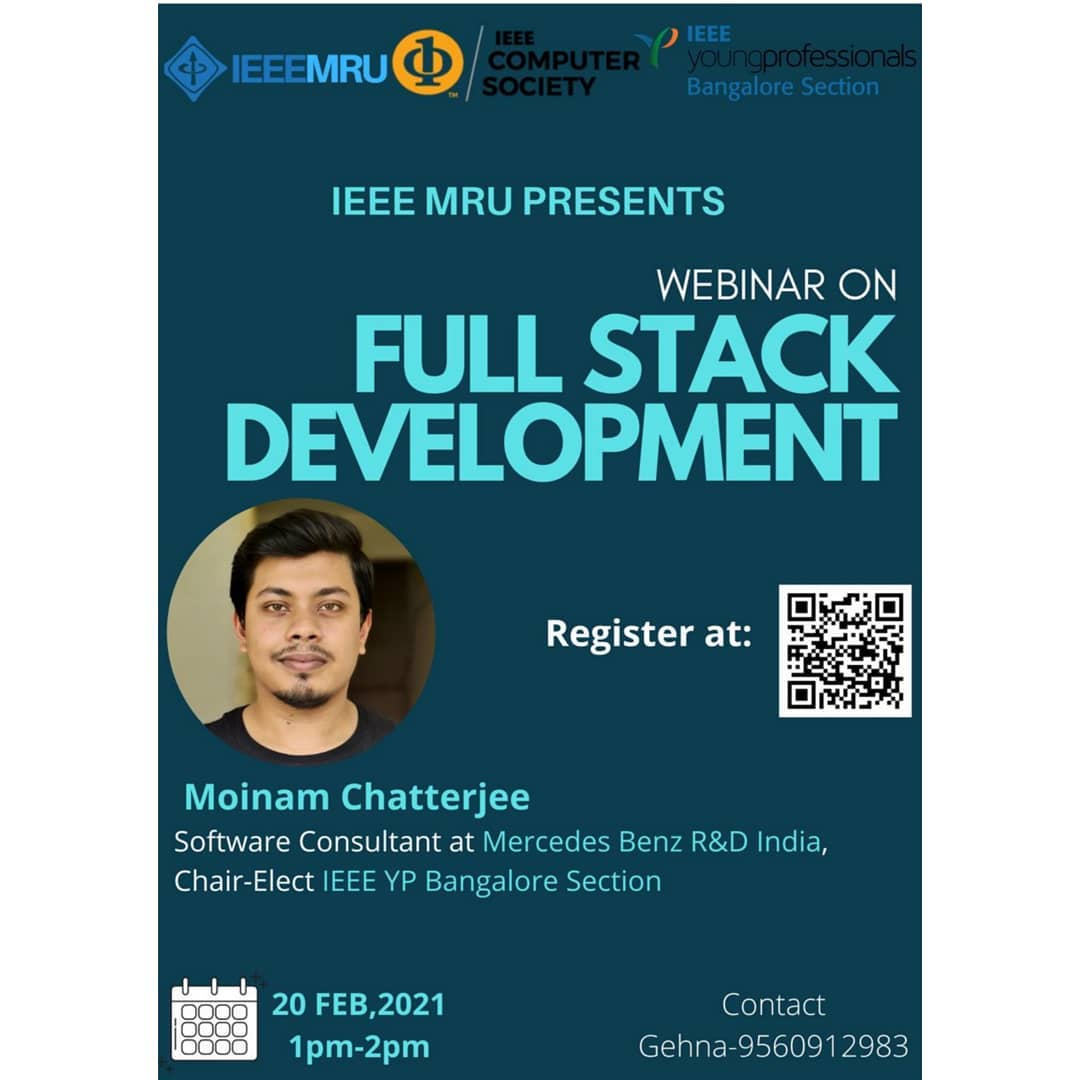 IEEEMRU
IEEE
COMPUTER
SOCIETY
TM
IEEE
youngprofessionals
Bangalore Section
IEEE MRU PRESENTS
WEBINAR ON
FULL STACK
DEVELOPMENT
Register at:
Moinam Chatterjee
Software Consultant at Mercedes Benz R&D India,
Chair-Elect IEEE YP Bangalore Section
20 FEB,2021
1pm-2pm
Contact
Gehna-9560912983